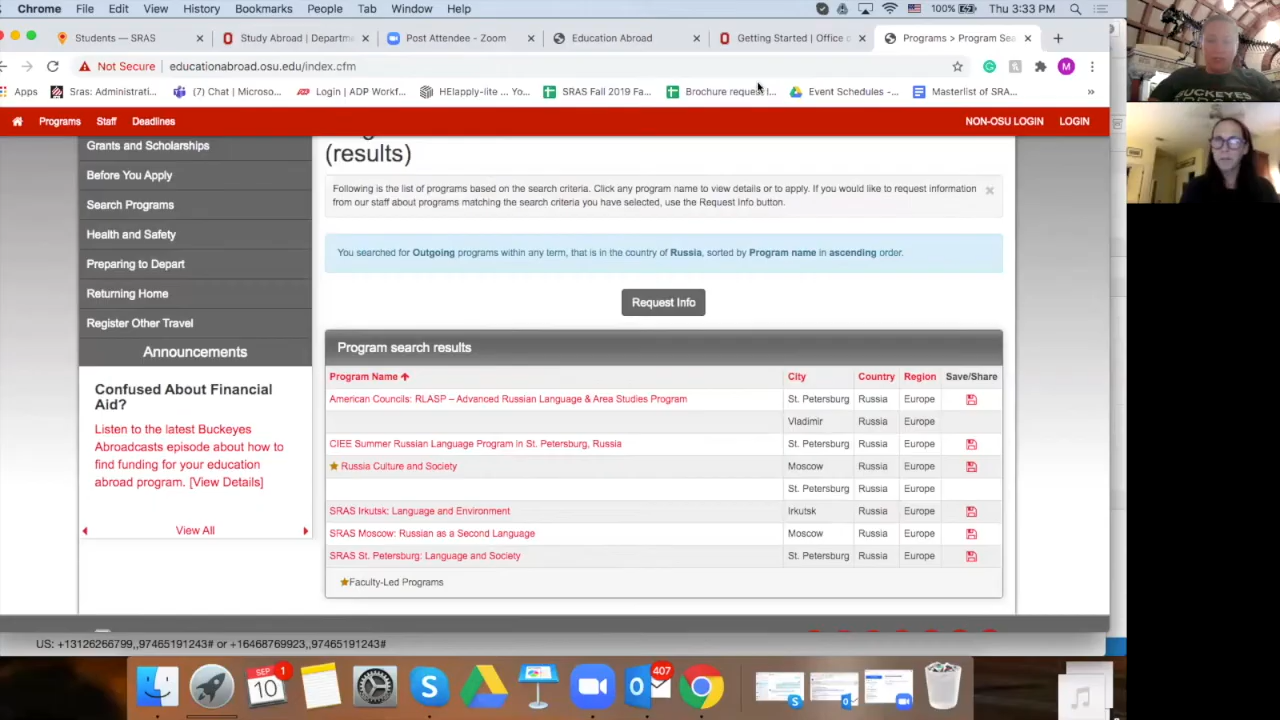 Chrome File Edit View History Bookmarks People Tab Window Help 100% Thu 3:33 PM
Students — SRAS Study Abroad | Departme Post Attendee - Zoom Education Abroad Getting Started | Office o Programs > Program Sea
Not Secure educationabroad.osu.edu/index.cfm M
Apps Sras: Administrati... (7) Chat | Microso... Login | ADP Workf... HElapply-lite ... Yo... SRAS Fall 2019 Fa... Brochure request l... Event Schedules -... Masterlist of SRA... »
Programs Staff Deadlines NON-OSU LOGIN LOGIN
Grants and Scholarships
Before You Apply
Search Programs
Health and Safety
Preparing to Depart
Returning Home
Register Other Travel
Announcements
Confused About Financial
Aid?
Listen to the latest Buckeyes
Abroadcasts episode about how to
find funding for your education
abroad program. [View Details]
View All
(results)
Following is the list of programs based on the search criteria. Click any program name to view details or to apply. If you would like to request information
from our staff about programs matching the search criteria you have selected, use the Request Info button.
You searched for Outgoing programs within any term, that is in the country of Russia, sorted by Program name in ascending order.
Request Info
Program search results
Program Name City Country Region Save/Share
American Councils: RLASP – Advanced Russian Language & Area Studies Program St. Petersburg Russia Europe
Vladimir Russia Europe
CIEE Summer Russian Language Program in St. Petersburg, Russia St. Petersburg Russia Europe
Russia Culture and Society Moscow Russia Europe
St. Petersburg Russia Europe
SRAS Irkutsk: Language and Environment Irkutsk Russia Europe
SRAS Moscow: Russian as a Second Language Moscow Russia Europe
SRAS St. Petersburg: Language and Society St. Petersburg Russia Europe
Faculty-Led Programs
US: +13126266799,,97465191243# or +16468769923,,97465191243#
SEP 10 1
407
BUCKEYES